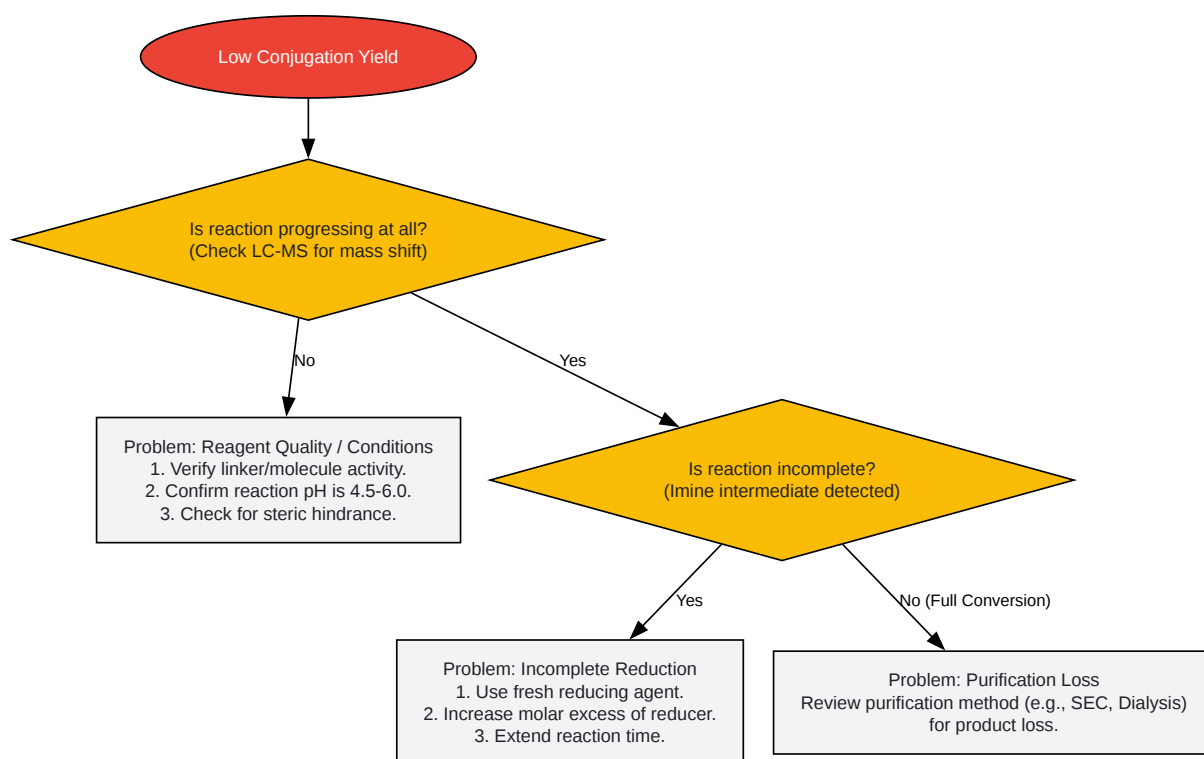 Low Conjugation Yield
Is reaction progressing at all?
(Check LC-MS for mass shift)
No
Yes
Problem: Reagent Quality / Conditions
1. Verify linker/molecule activity.
2. Confirm reaction pH is 4.5-6.0.
3. Check for steric hindrance.
Is reaction incomplete?
(Imine intermediate detected)
Yes
No (Full Conversion)
Problem: Incomplete Reduction
1. Use fresh reducing agent.
2. Increase molar excess of reducer.
3. Extend reaction time.
Problem: Purification Loss
Review purification method (e.g., SEC, Dialysis)
for product loss.